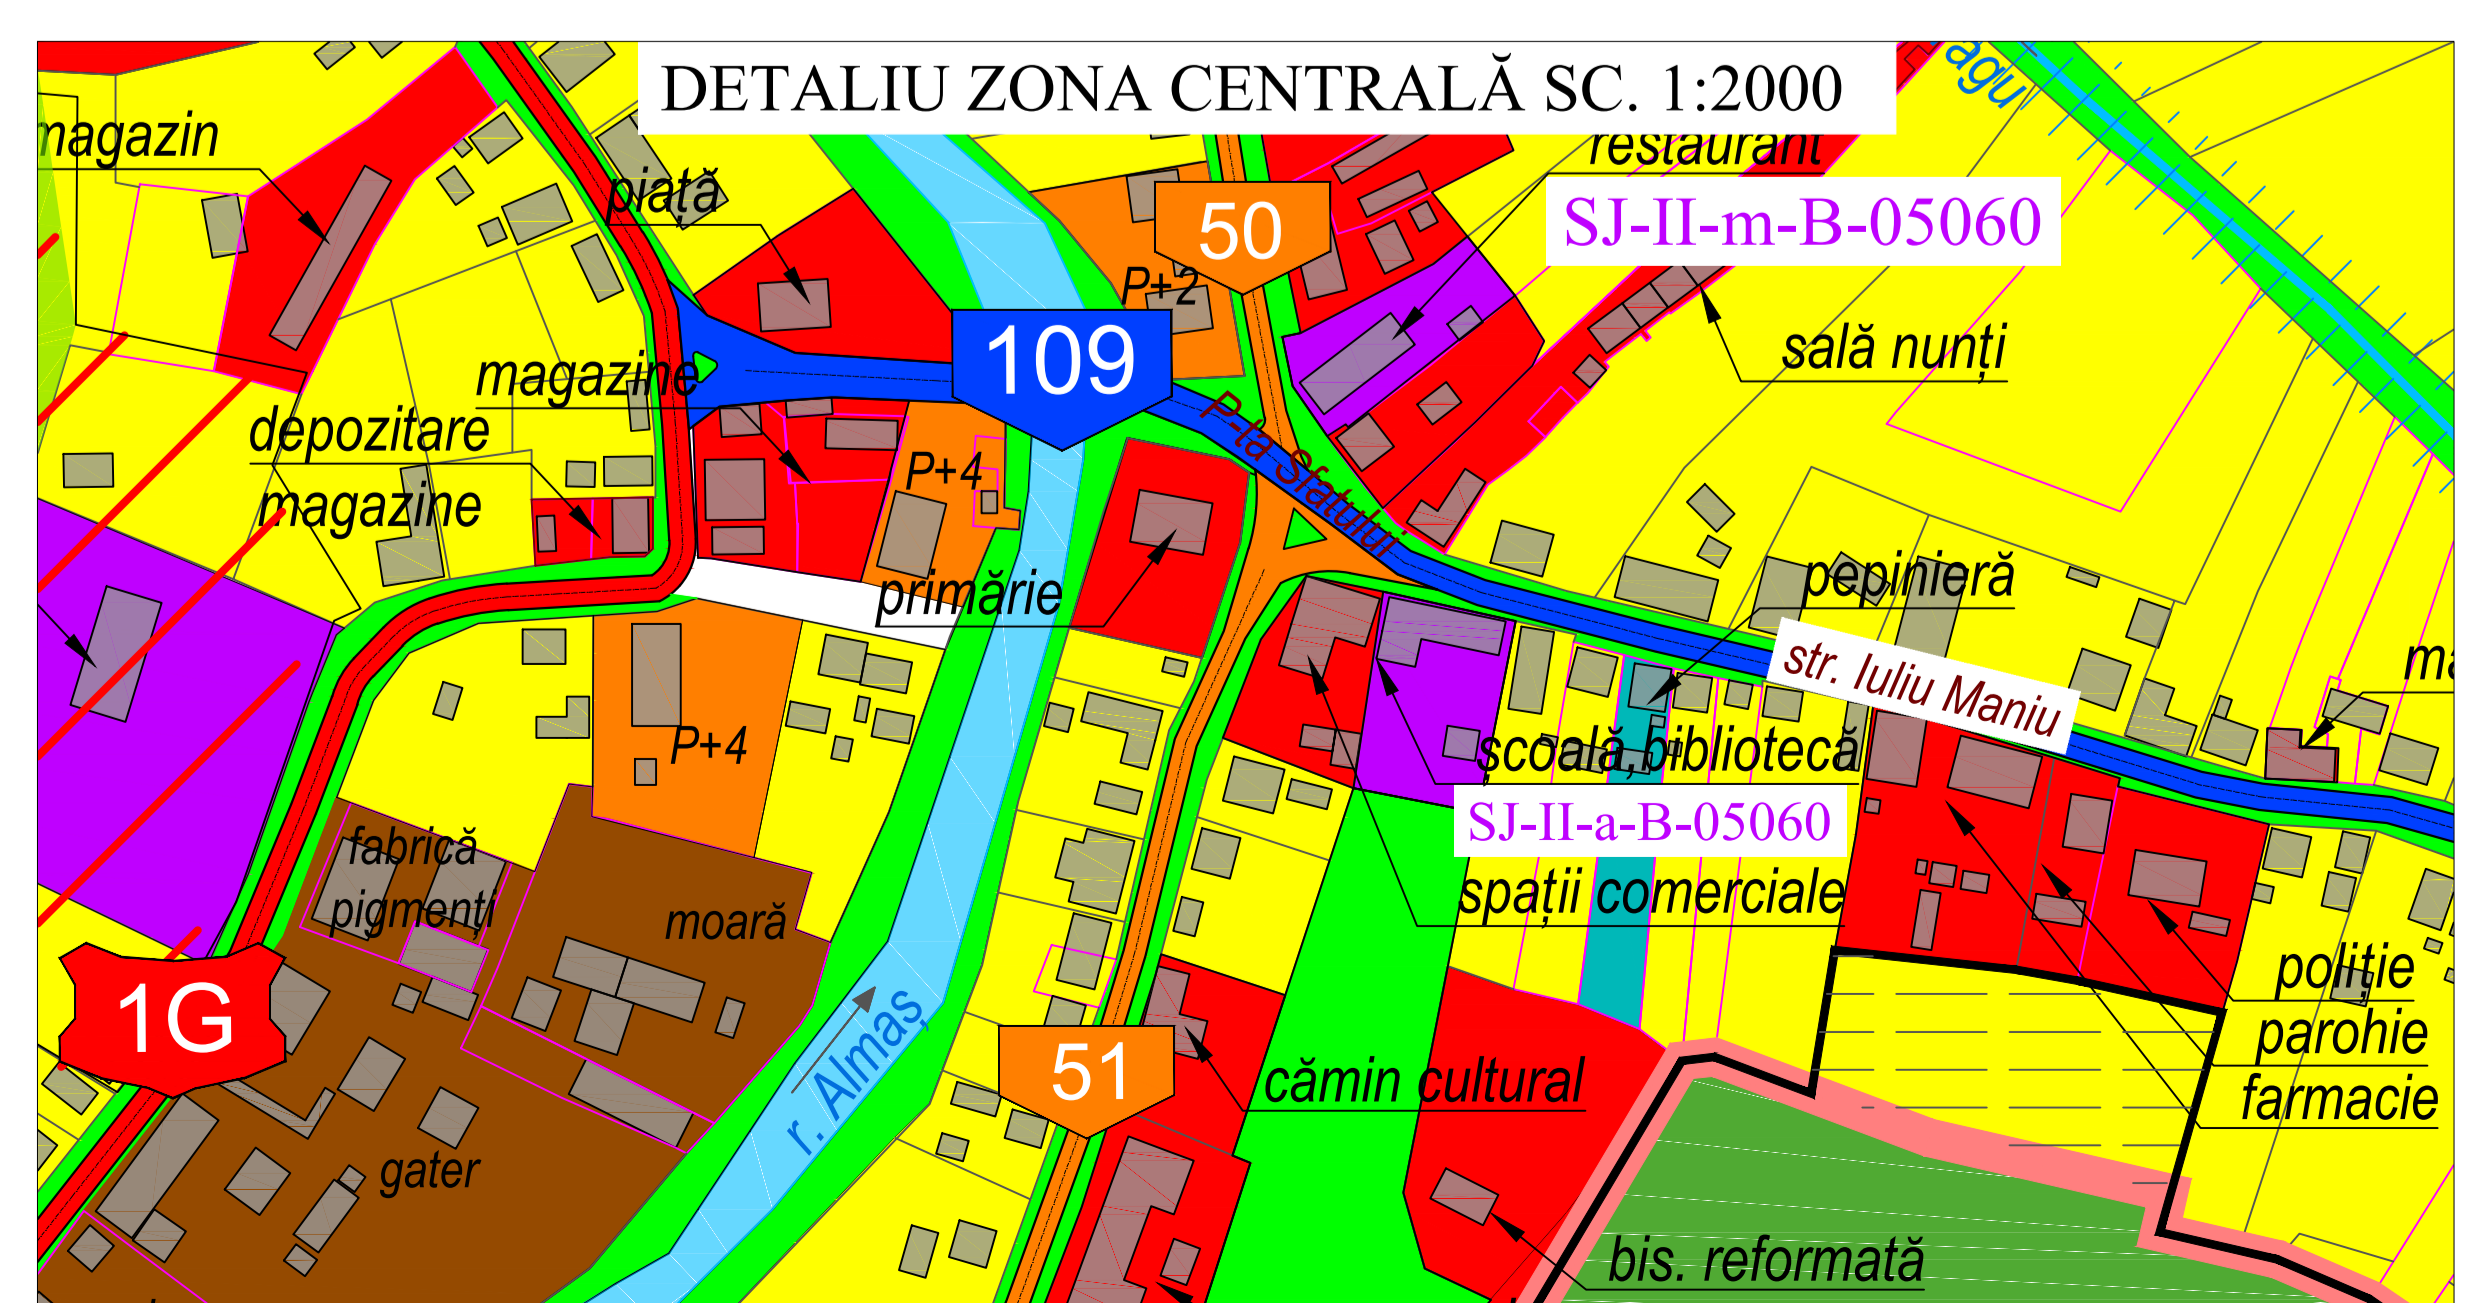 DETALIU ZONA CENTRALĂ SC. 1:2000
agu
magazin
restaurant
piață
50
SJ-II-m-B-05060
P+2
109
sală nunți
magazine
depozitare
P-ta Sfatului
P+4
magazine
primărie
pepinieră
str. Iuliu Maniu
P+4
școală,bibliotecă
SJ-II-a-B-05060
fabrică
pigmenți
moară
spații comerciale
poliție
1G
r. Almaș
51
parohie
cămin cultural
farmacie
gater
bis. reformată